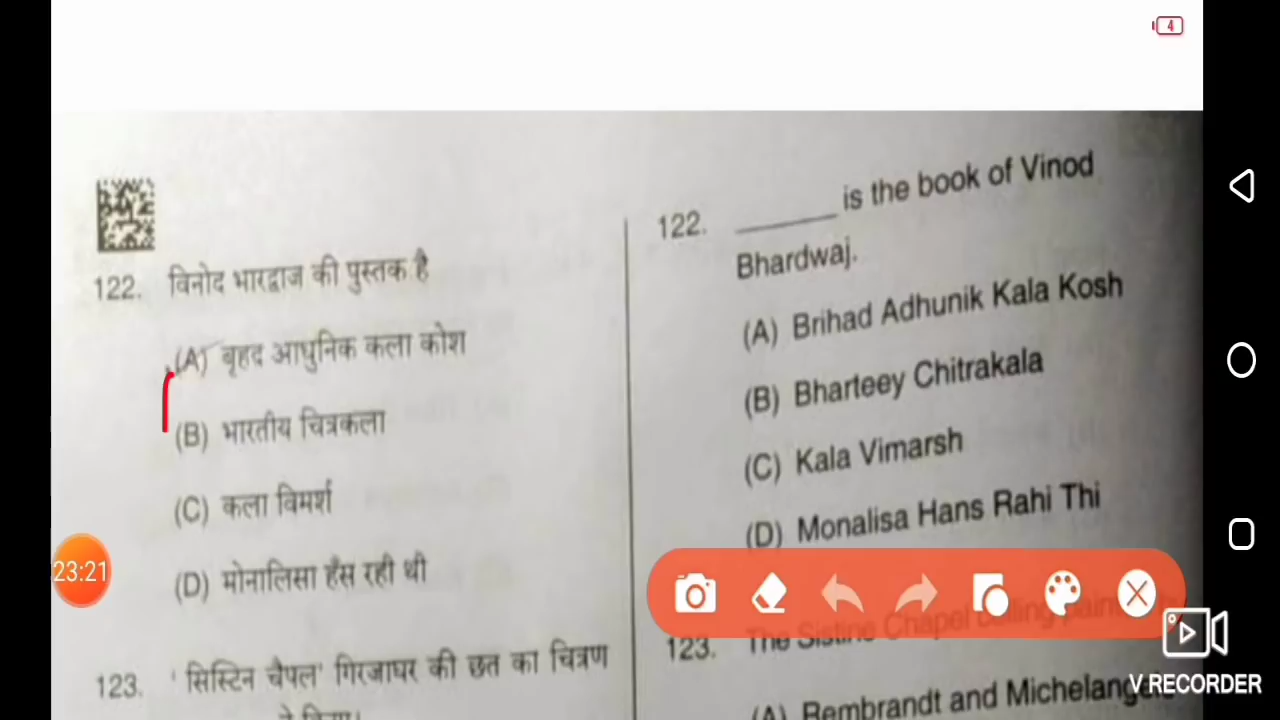 4
122. विनोद भारद्वाज की पुस्तक है
(A) बृहद आधुनिक कला कोश
(B) भारतीय चित्रकला
(C) कला विमर्श
(D) मोनालिसा हँस रही थी
123. 'सिस्टिन चैपल' गिरजाघर की छत का चित्रण
ने किया।
122. ______ is the book of Vinod
Bhardwaj.
(A) Brihad Adhunik Kala Kosh
(B) Bharteey Chitrakala
(C) Kala Vimarsh
(D) Monalisa Hans Rahi Thi
123. The Sistine Chapel
(A) Rembrandt and Michelangelo
23:21
V RECORDER